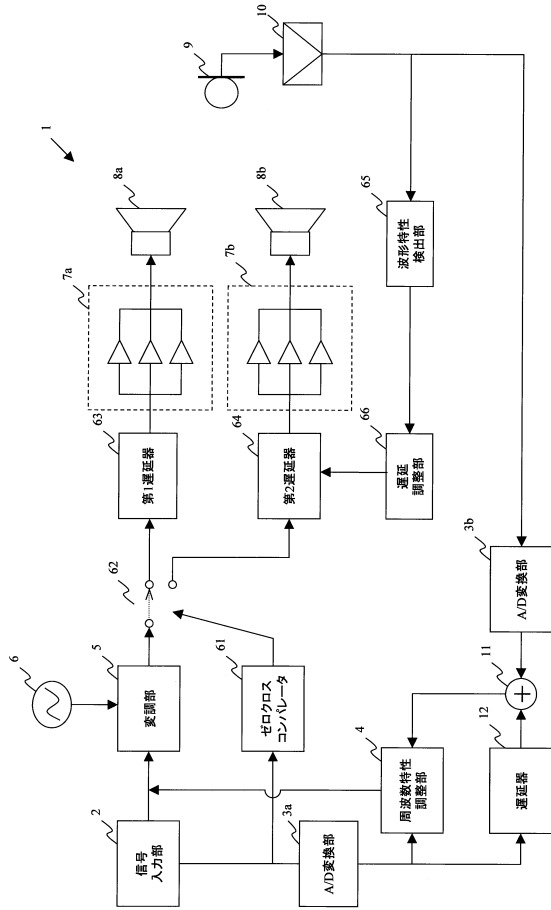 1
6
9
10
2
信号
入力部
5
変調部
62
63
第1遅延器
7a
8a
61
ゼロクロス
コンパレータ
64
第2遅延器
7b
8b
3a
A/D変換部
4
周波数特性
調整部
66
遅延
調整部
65
波形特性
検出部
12
遅延器
11
3b
A/D変換部